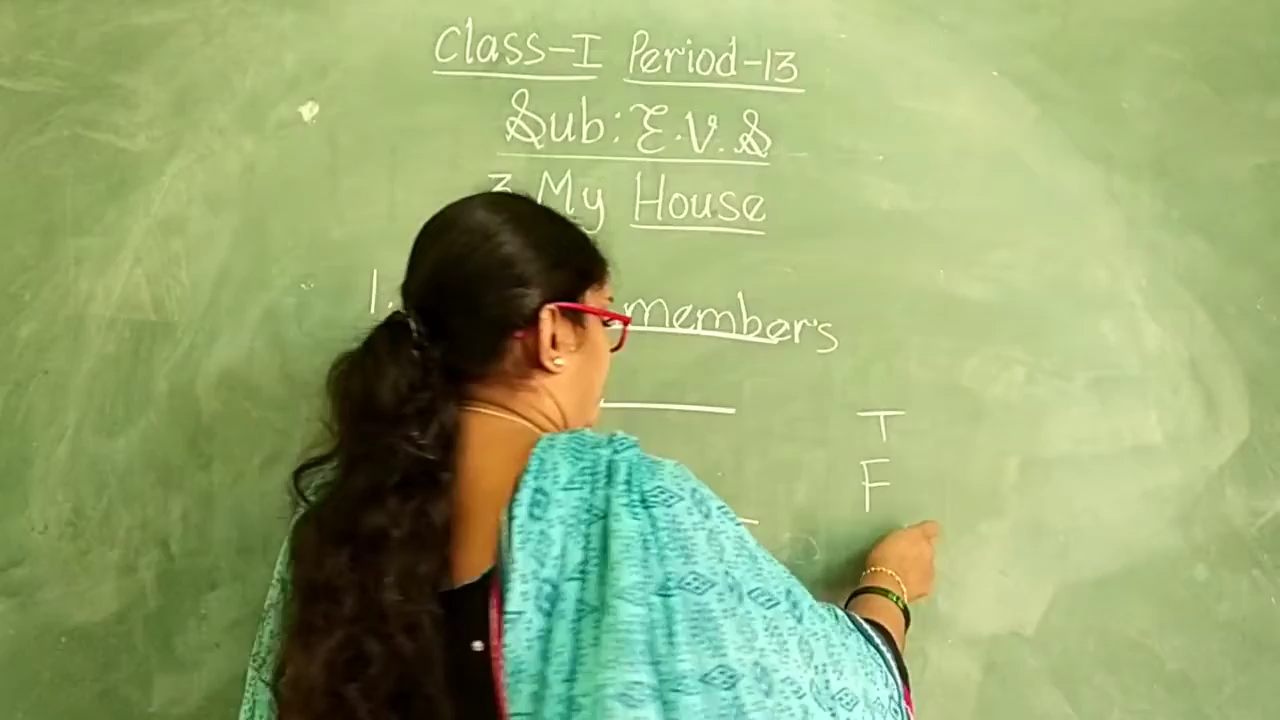 Class-I Period-13
Sub: E.V.S
3 My House
1. members
T
F